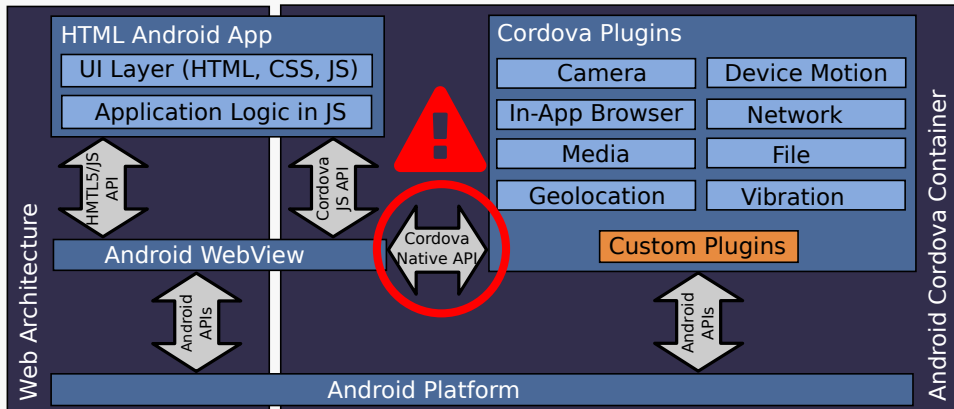 HTML Android App
UI Layer (HTML, CSS, JS)
Application Logic in JS
HMTL5/JS
API
Cordova
JS API
Android WebView
Android
APIs
Web Architecture
Cordova
Native API
Cordova Plugins
Camera
Device Motion
In-App Browser
Network
Media
File
Geolocation
Vibration
Custom Plugins
Android
APIs
Android Cordova Container
Android Platform